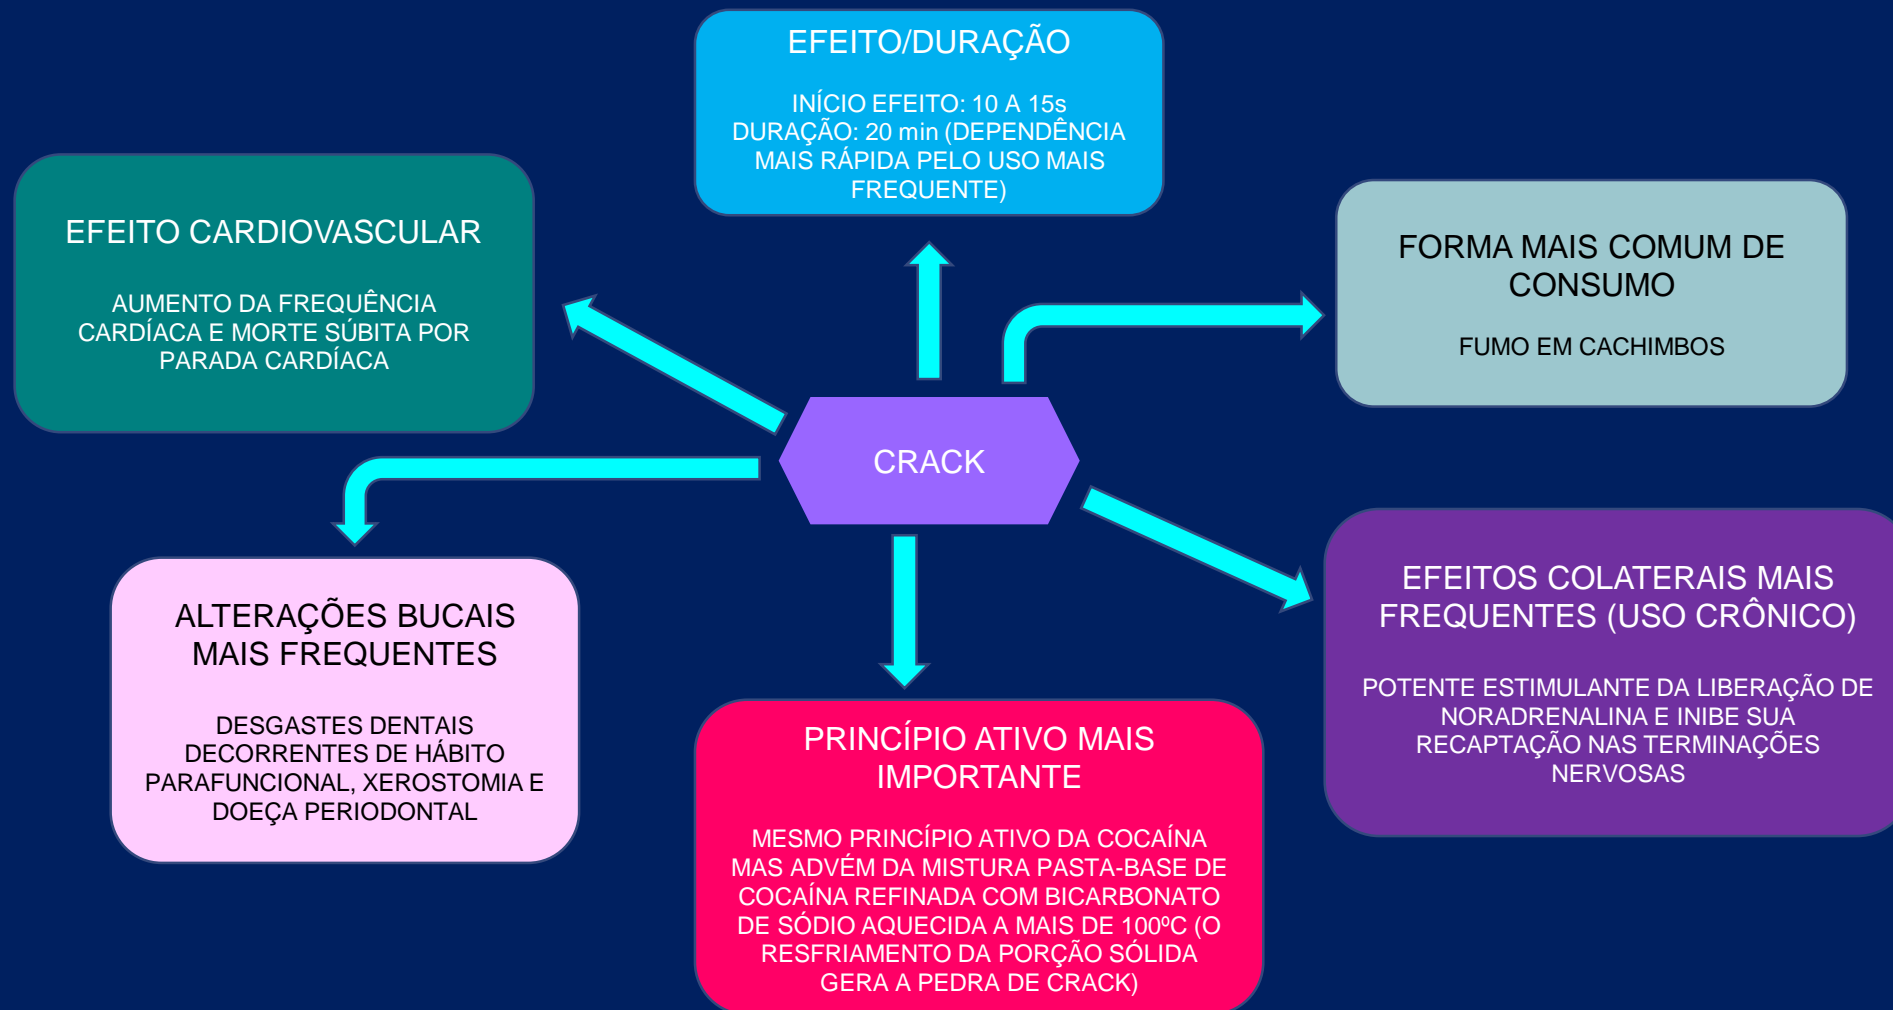 EFEITO/DURAÇÃO
INÍCIO EFEITO: 10 A 15s
DURAÇÃO: 20 min (DEPENDÊNCIA
MAIS RÁPIDA PELO USO MAIS
FREQUENTE)
EFEITO CARDIOVASCULAR
AUMENTO DA FREQUÊNCIA
CARDÍACA E MORTE SÚBITA POR
PARADA CARDÍACA
FORMA MAIS COMUM DE
CONSUMO
FUMO EM CACHIMBOS
CRACK
ALTERAÇÕES BUCAIS
MAIS FREQUENTES
DESGASTES DENTAIS
DECORRENTES DE HÁBITO
PARAFUNCIONAL, XEROSTOMIA E
DOEÇA PERIODONTAL
EFEITOS COLATERAIS MAIS
FREQUENTES (USO CRÔNICO)
POTENTE ESTIMULANTE DA LIBERAÇÃO DE
NORADRENALINA E INIBE SUA
RECAPTAÇÃO NAS TERMINAÇÕES
NERVOSAS
PRINCÍPIO ATIVO MAIS
IMPORTANTE
MESMO PRINCÍPIO ATIVO DA COCAÍNA
MAS ADVÉM DA MISTURA PASTA-BASE DE
COCAÍNA REFINADA COM BICARBONATO
DE SÓDIO AQUECIDA A MAIS DE 100ºC (O
RESFRIAMENTO DA PORÇÃO SÓLIDA
GERA A PEDRA DE CRACK)